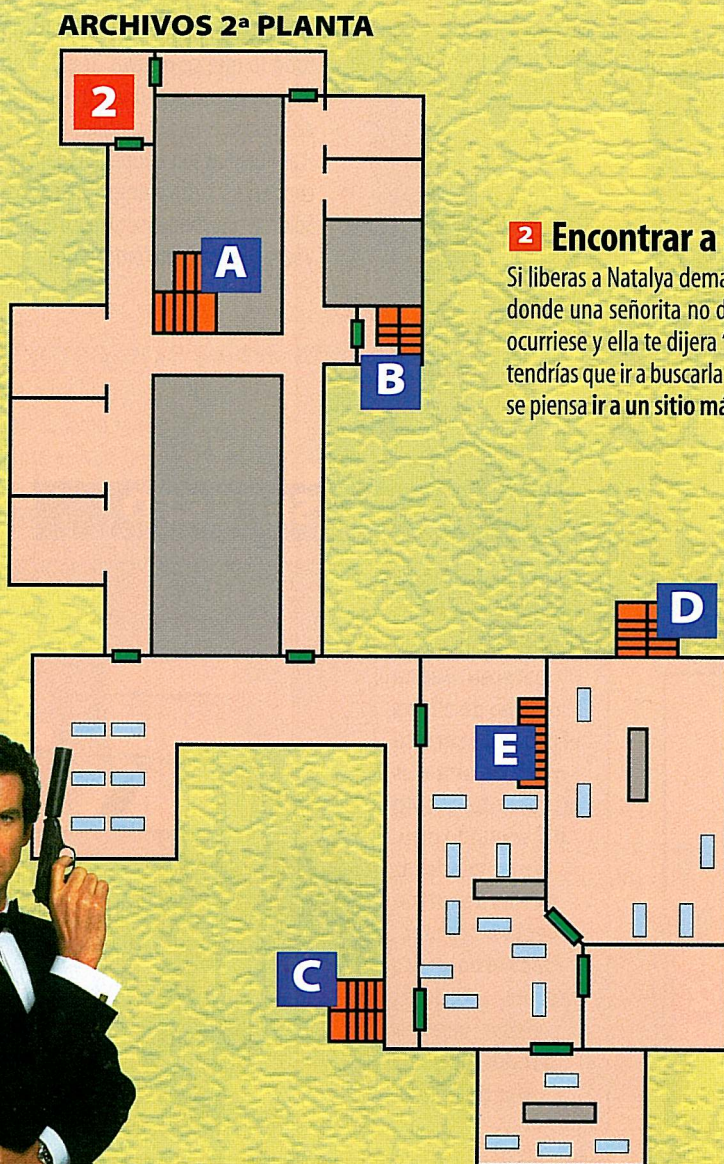 ARCHIVOS 2ª PLANTA
2
A
B
2 Encontrar a
Si liberas a Natalya dema
donde una señorita no d
ocurriese y ella te dijera
tendrías que ir a buscarla
se piensa ir a un sitio má
D
E
C